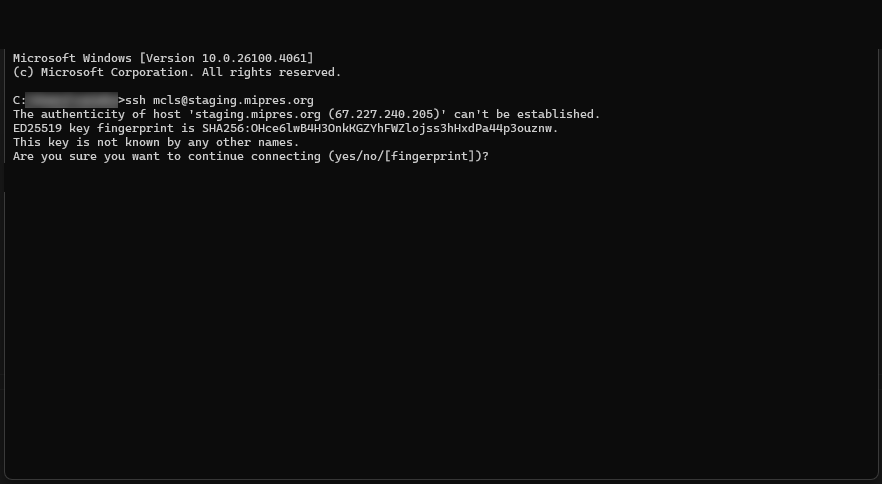 Microsoft Windows [Version 10.0.26100.4061]
(c) Microsoft Corporation. All rights reserved.
C:>ssh mcls@staging.mipres.org
The authenticity of host 'staging.mipres.org (67.227.240.205)' can't be established.
ED25519 key fingerprint is SHA256:OHce6lwB4H3OnkKGZYhFWZlojss3hHxdPa44p3ouznw.
This key is not known by any other names.
Are you sure you want to continue connecting (yes/no/[fingerprint])?